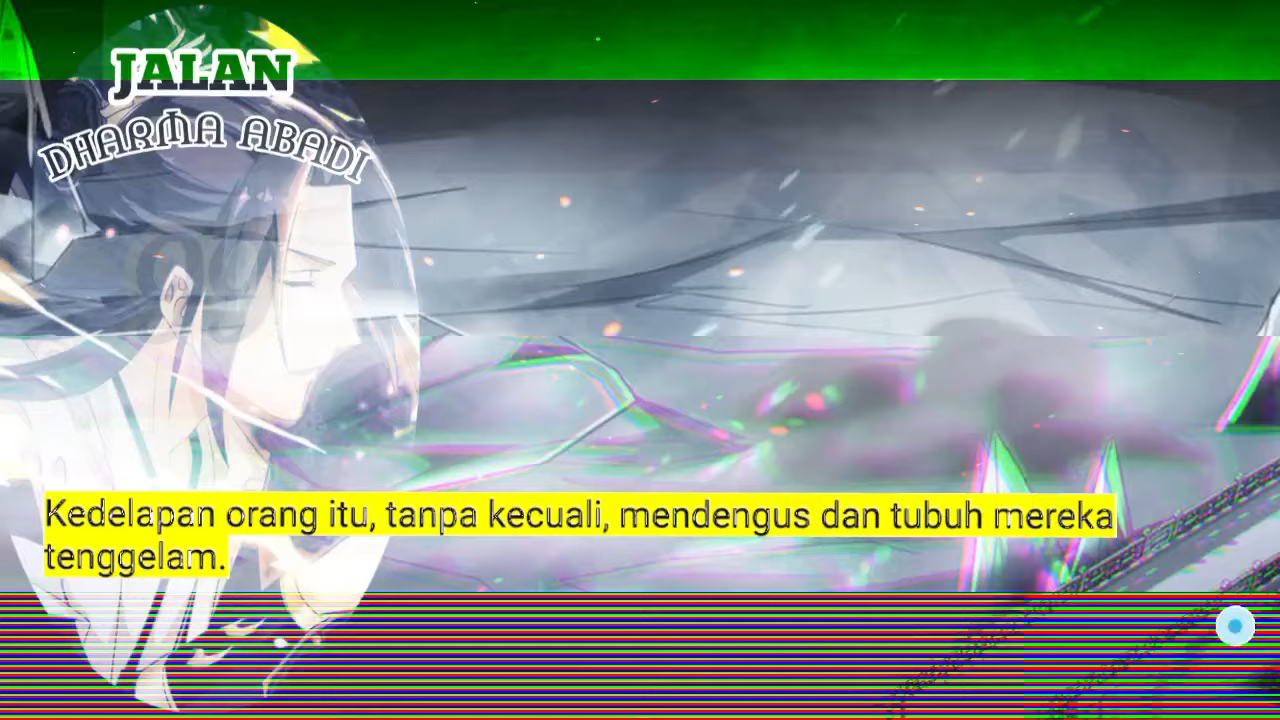 JALAN
DHARMA ABADI
Kedelapan orang itu, tanpa kecuali, mendengus dan tubuh mereka
tenggelam.